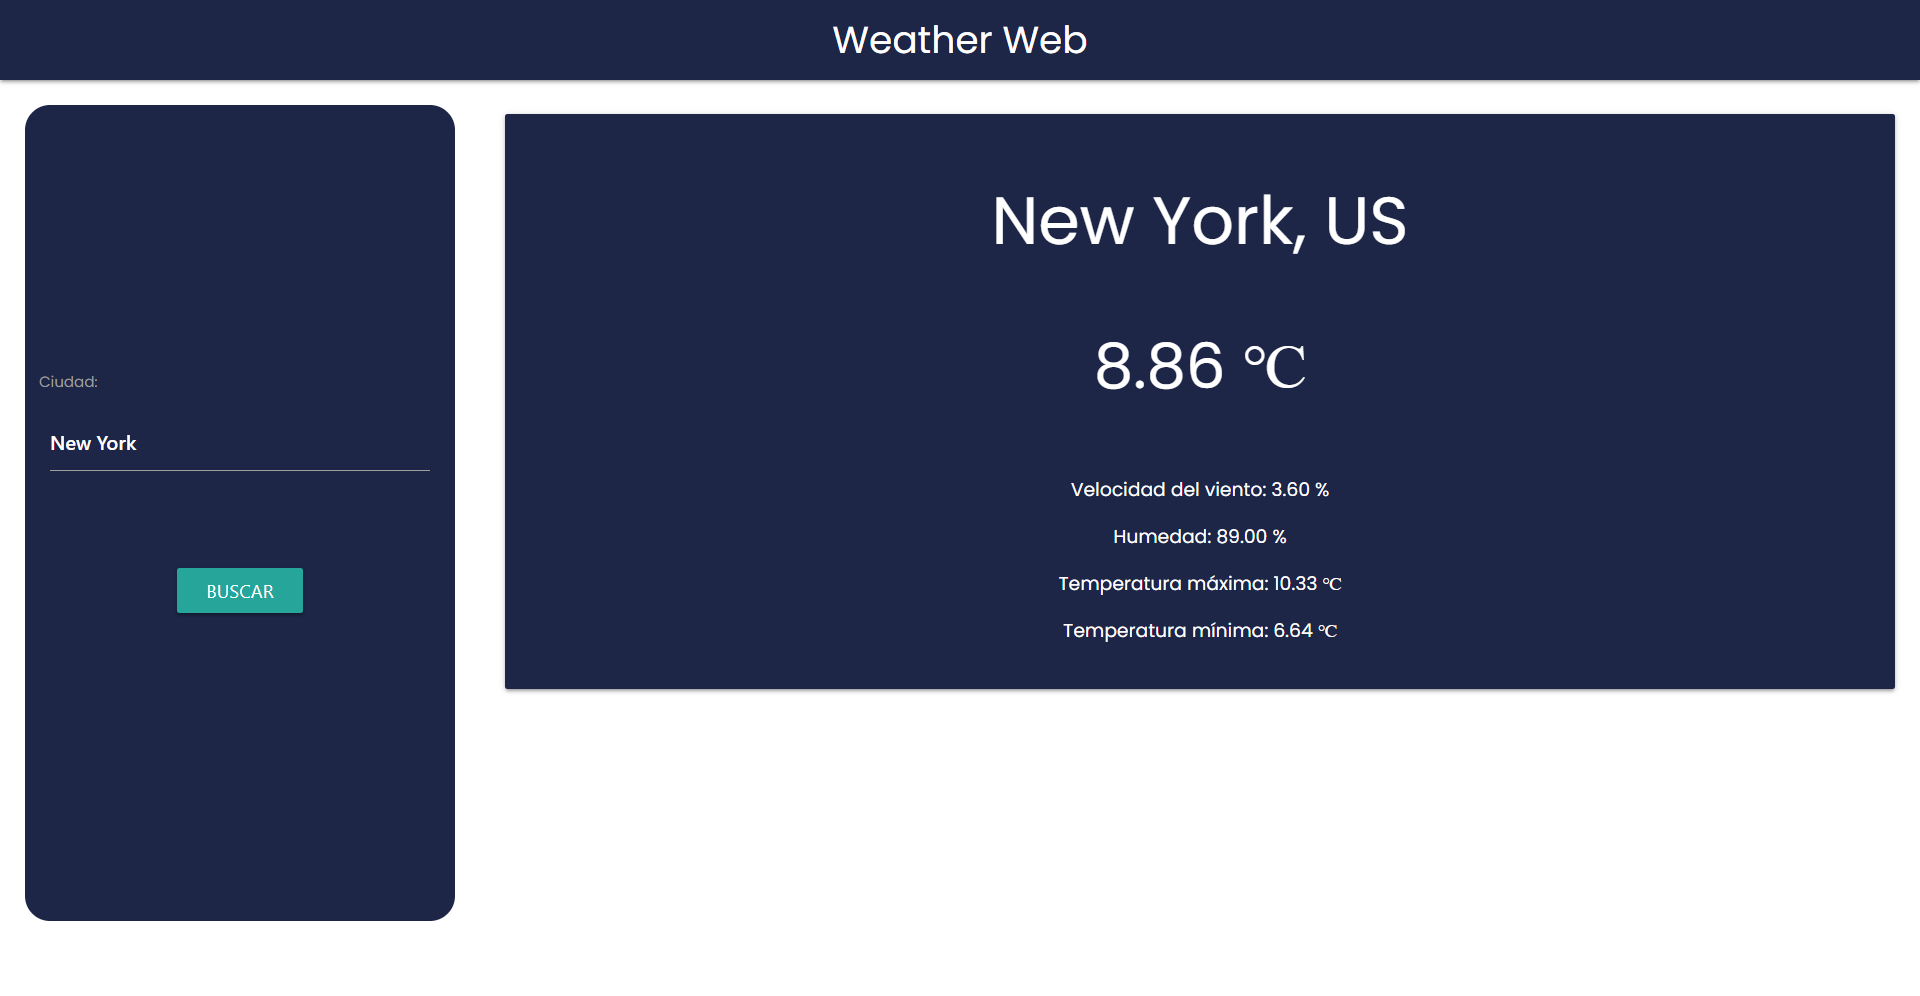 Weather Web
Ciudad:
New York
BUSCAR
New York, US
8.86 ℃
Velocidad del viento: 3.60 %
Humedad: 89.00 %
Temperatura máxima: 10.33 ℃
Temperatura mínima: 6.64 ℃